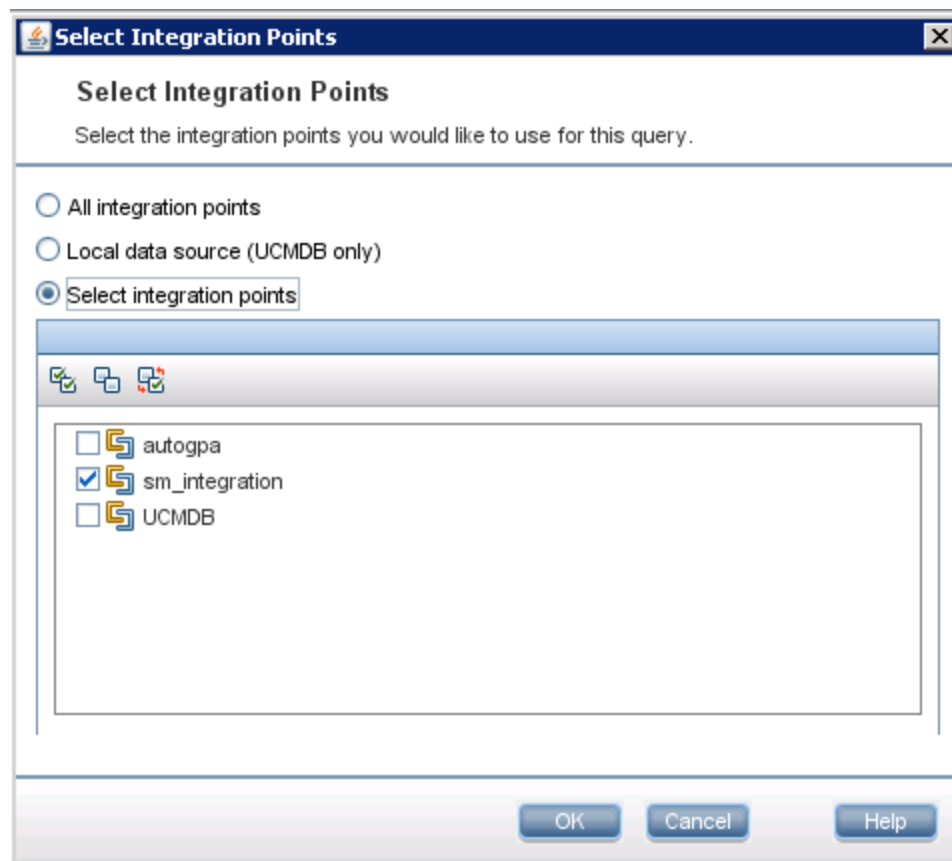 Select Integration Points
Select Integration Points
Select the integration points you would like to use for this query.
All integration points
Local data source (UCMDB only)
Select integration points
autogpa
sm_integration
UCMDB
OK Cancel Help